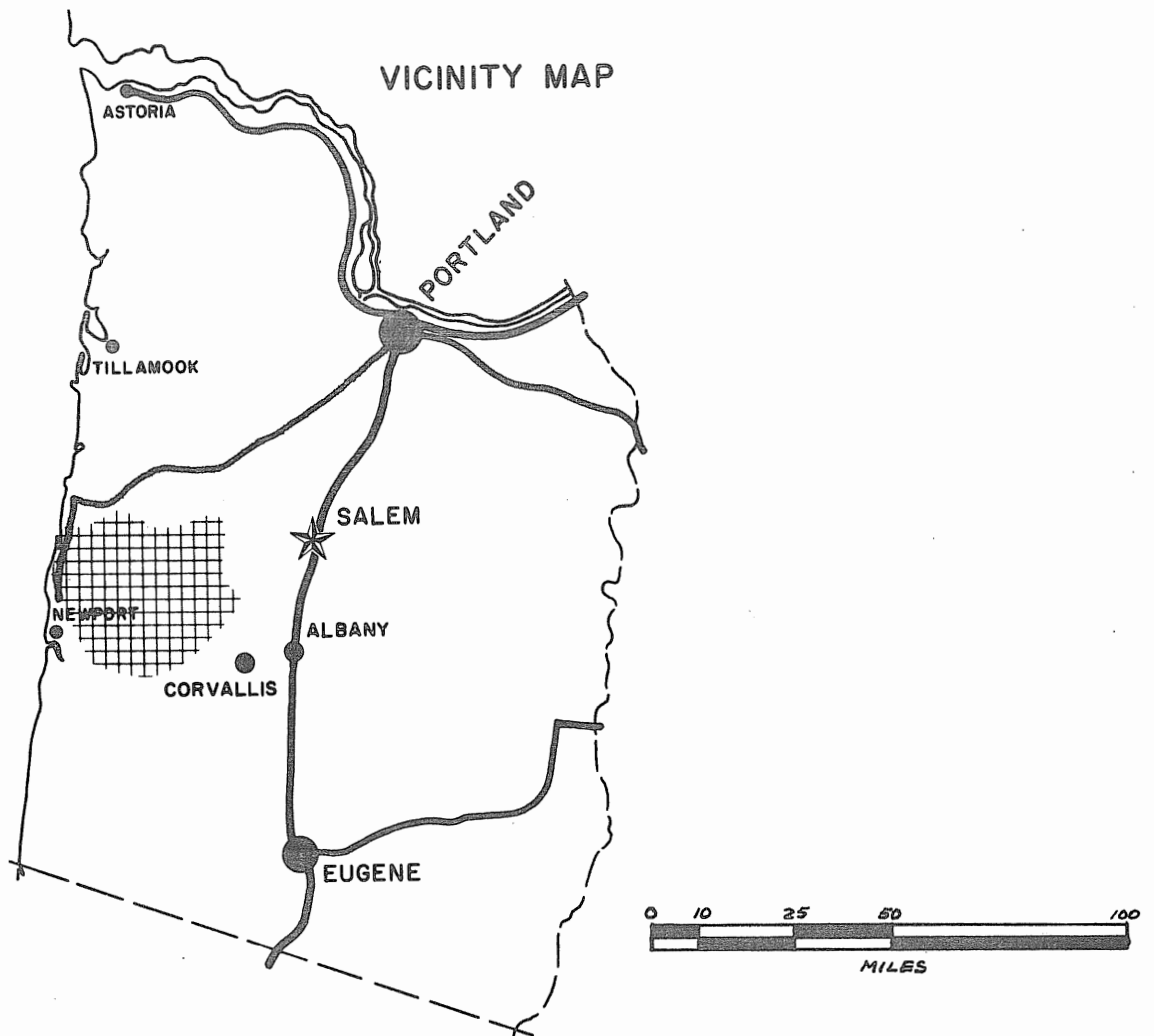 VICINITY MAP
ASTORIA
PORTLAND
TILLAMOOK
SALEM
NEWPORT
ALBANY
CORVALLIS
EUGENE
0 10 25 50 100
MILES